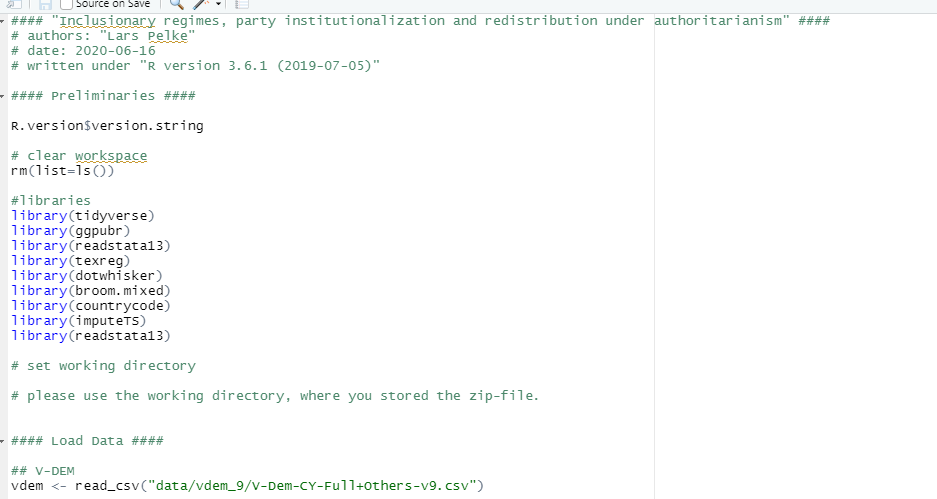 Source on Save
#### "Inclusionary regimes, party institutionalization and redistribution under authoritarianism" ####
# authors: "Lars Pelke"
# date: 2020-06-16
# written under "R version 3.6.1 (2019-07-05)"
#### Preliminaries ####
R.version$version.string
# clear workspace
rm(list=ls())
#libraries
library(tidyverse)
library(ggpubr)
library(readstata13)
library(texreg)
library(dotwhisker)
library(broom.mixed)
library(countrycode)
library(imputeTS)
library(readstata13)
# set working directory
# please use the working directory, where you stored the zip-file.
#### Load Data ####
## V-DEM
vdem <- read_csv("data/vdem_9/V-Dem-CY-Full+Others-v9.csv")